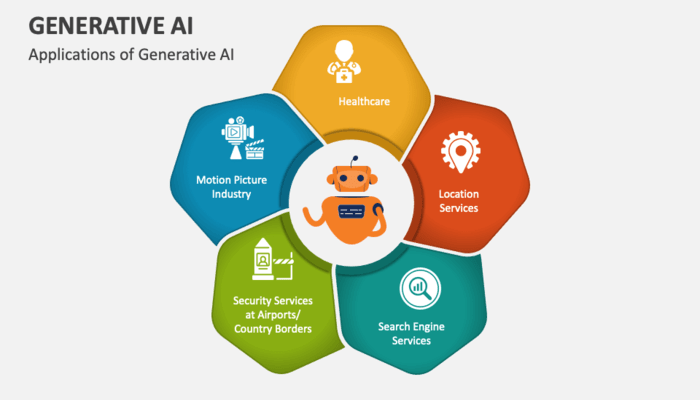 GENERATIVE AI
Applications of Generative AI
Healthcare
Location
Services
Search Engine
Services
Security Services
at Airports/
Country Borders
Motion Picture
Industry